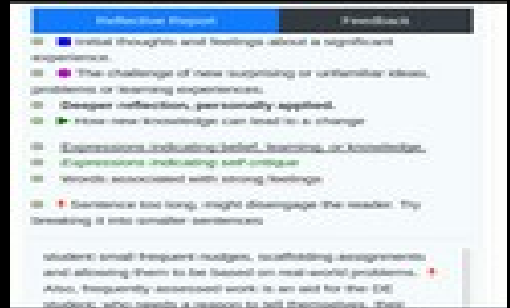 Reflective Report Feedback
Initial thoughts and feelings about a significant
experience.
The challenge of new surprising or unfamiliar ideas,
problems or learning experiences.
Deeper reflection, personally applied.
How new knowledge can lead to a change
Expressions indicating belief, learning, or knowledge.
Expressions indicating self critique
Words associated with strong feelings
Sentence too long, might disengage the reader. Try
breaking it into smaller sentences
student small frequent nudges, scaffolding assignments
and allowing them to be based on real-world problems.
Also, frequently assessed work is an aid for the DE
student, who needs a reason to tell themselves, their